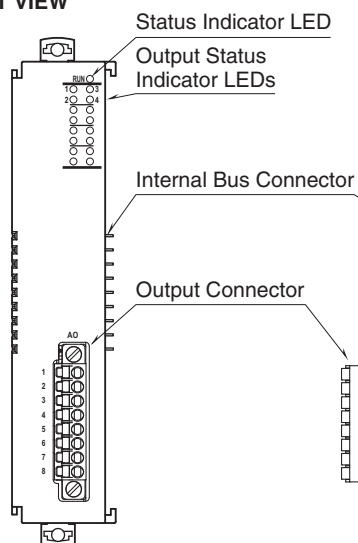 T VIEW
Status Indicator LED
Output Status
Indicator LEDs
RUN
1 3
2 4
Internal Bus Connector
Output Connector
AO
1
2
3
4
5
6
7
8